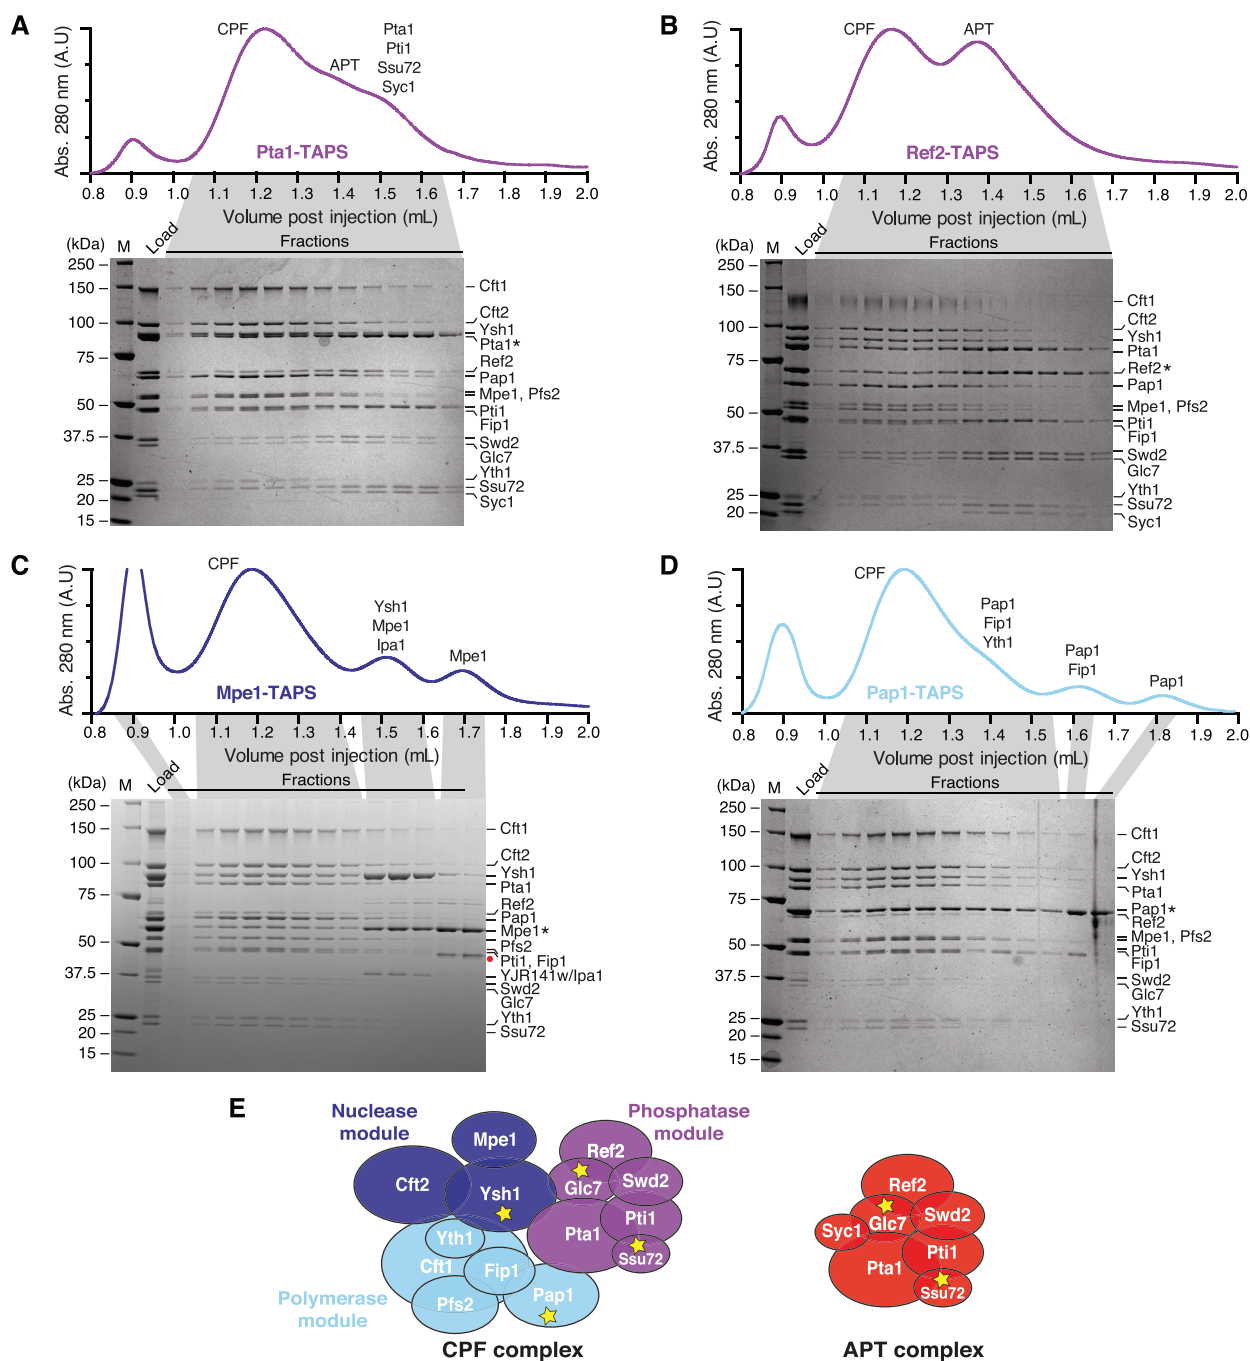 A
CPF
APT
Pta1
Pti1
Ssu72
Syc1
Abs. 280 nm (A.U)
Pta1-TAPS
0.8 0.9 1.0 1.1 1.2 1.3 1.4 1.5 1.6 1.7 1.8 1.9 2.0
Volume post injection (mL)
(kDa) M Load Fractions
250
150
100
75
50
37.5
25
20
15
Cft1
Cft2
Ysh1
Pta1*
Ref2
Pap1
Mpe1, Pfs2
Pti1
Fip1
Swd2
Glc7
Yth1
Ssu72
Syc1
B
CPF
APT
Abs. 280 nm (A.U)
Ref2-TAPS
0.8 0.9 1.0 1.1 1.2 1.3 1.4 1.5 1.6 1.7 1.8 1.9 2.0
Volume post injection (mL)
(kDa) M Load Fractions
250
150
100
75
50
37.5
25
20
Cft1
Cft2
Ysh1
Pta1
Ref2*
Pap1
Mpe1, Pfs2
Pti1
Fip1
Swd2
Glc7
Yth1
Ssu72
Syc1
C
CPF
Ysh1
Mpe1
Ipa1
Mpe1
Abs. 280 nm (A.U)
Mpe1-TAPS
0.8 0.9 1.0 1.1 1.2 1.3 1.4 1.5 1.6 1.7 1.8 1.9 2.0
Volume post injection (mL)
(kDa) M Load Fractions
250
150
100
75
50
37.5
25
20
15
Cft1
Cft2
Ysh1
Pta1
Ref2
Pap1
Mpe1*
Pfs2
Pti1, Fip1
YJR141w/Ipa1
Swd2
Glc7
Yth1
Ssu72
D
CPF
Pap1
Fip1
Yth1
Pap1
Fip1
Pap1
Abs. 280 nm (A.U)
Pap1-TAPS
0.8 0.9 1.0 1.1 1.2 1.3 1.4 1.5 1.6 1.7 1.8 1.9 2.0
Volume post injection (mL)
(kDa) M Load Fractions
250
150
100
75
50
37.5
25
20
15
Cft1
Cft2
Ysh1
Pta1
Pap1*
Ref2
Mpe1, Pfs2
Pti1
Fip1
Swd2
Glc7
Yth1
Ssu72
E
Nuclease
module
Phosphatase
module
Polymerase
module
Mpe1
Cft2
Ysh1
Ref2
Glc7
Swd2
Pta1
Pti1
Ssu72
Yth1
Cft1
Fip1
Pfs2
Pap1
CPF complex
Ref2
Glc7
Swd2
Syc1
Pta1
Pti1
Ssu72
APT complex